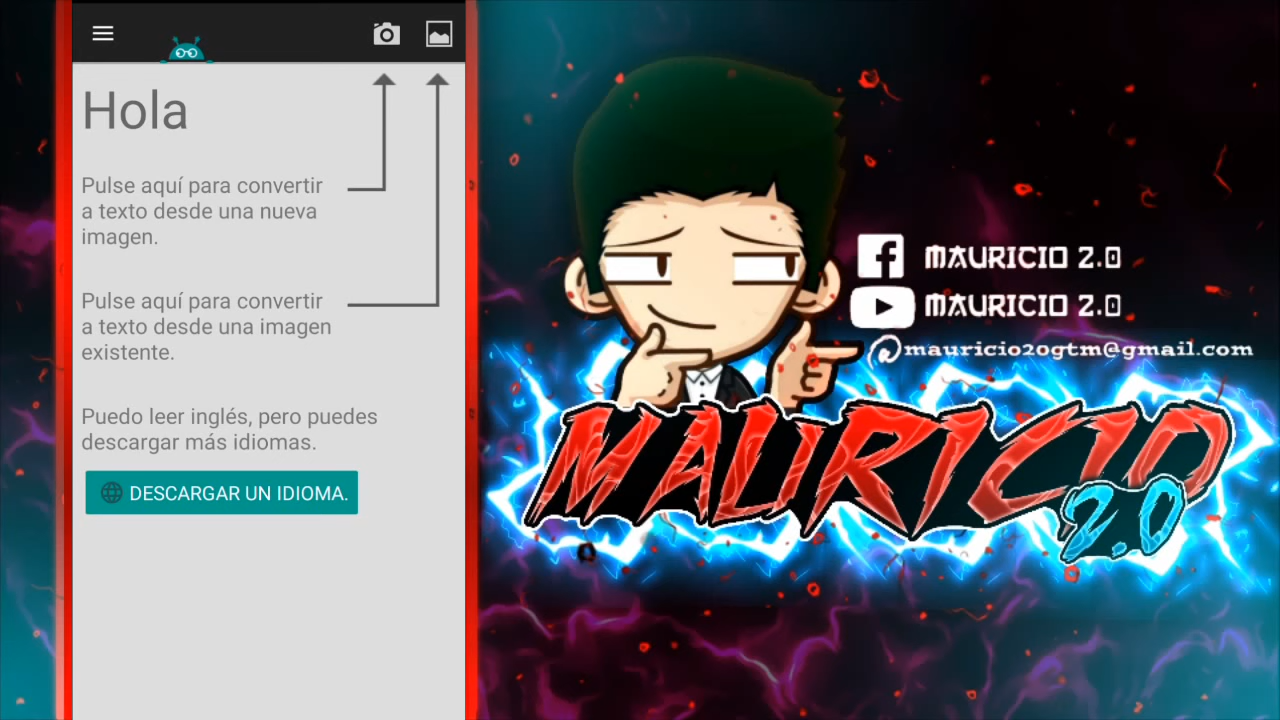 Hola
Pulse aquí para convertir
a texto desde una nueva
imagen.
Pulse aquí para convertir
a texto desde una imagen
existente.
Puedo leer inglés, pero puedes
descargar más idiomas.
DESCARGAR UN IDIOMA.
MAURICIO 2.0
MAURICIO 2.0
mauricio20gtm@gmail.com
MAURICIO
2.0